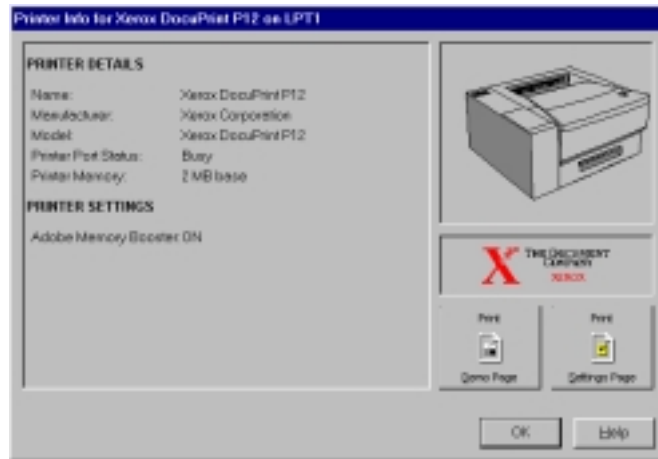 Printer Info for Xerox DocuPrint P12 on LPT1
PRINTER DETAILS
Name: Xerox DocuPrint P12
Manufacturer: Xerox Corporation
Model: Xerox DocuPrint P12
Printer Port Status: Busy
Printer Memory: 2 MB base
PRINTER SETTINGS
Adobe Memory Booster: ON
X THE DOCUMENT
COMPANY
XEROX
Print
Demo Page
Print
Settings Page
OK
Help